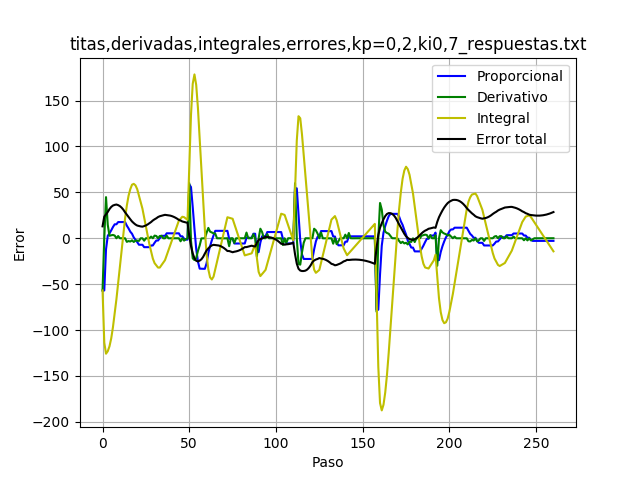 titas,derivadas,integrales,errores,kp=0,2,ki0,7_respuestas.txt
Proporcional
Derivativo
Integral
Error total
150
100
50
0
−50
−100
−150
−200
Error
0
50
100
150
200
250
Paso